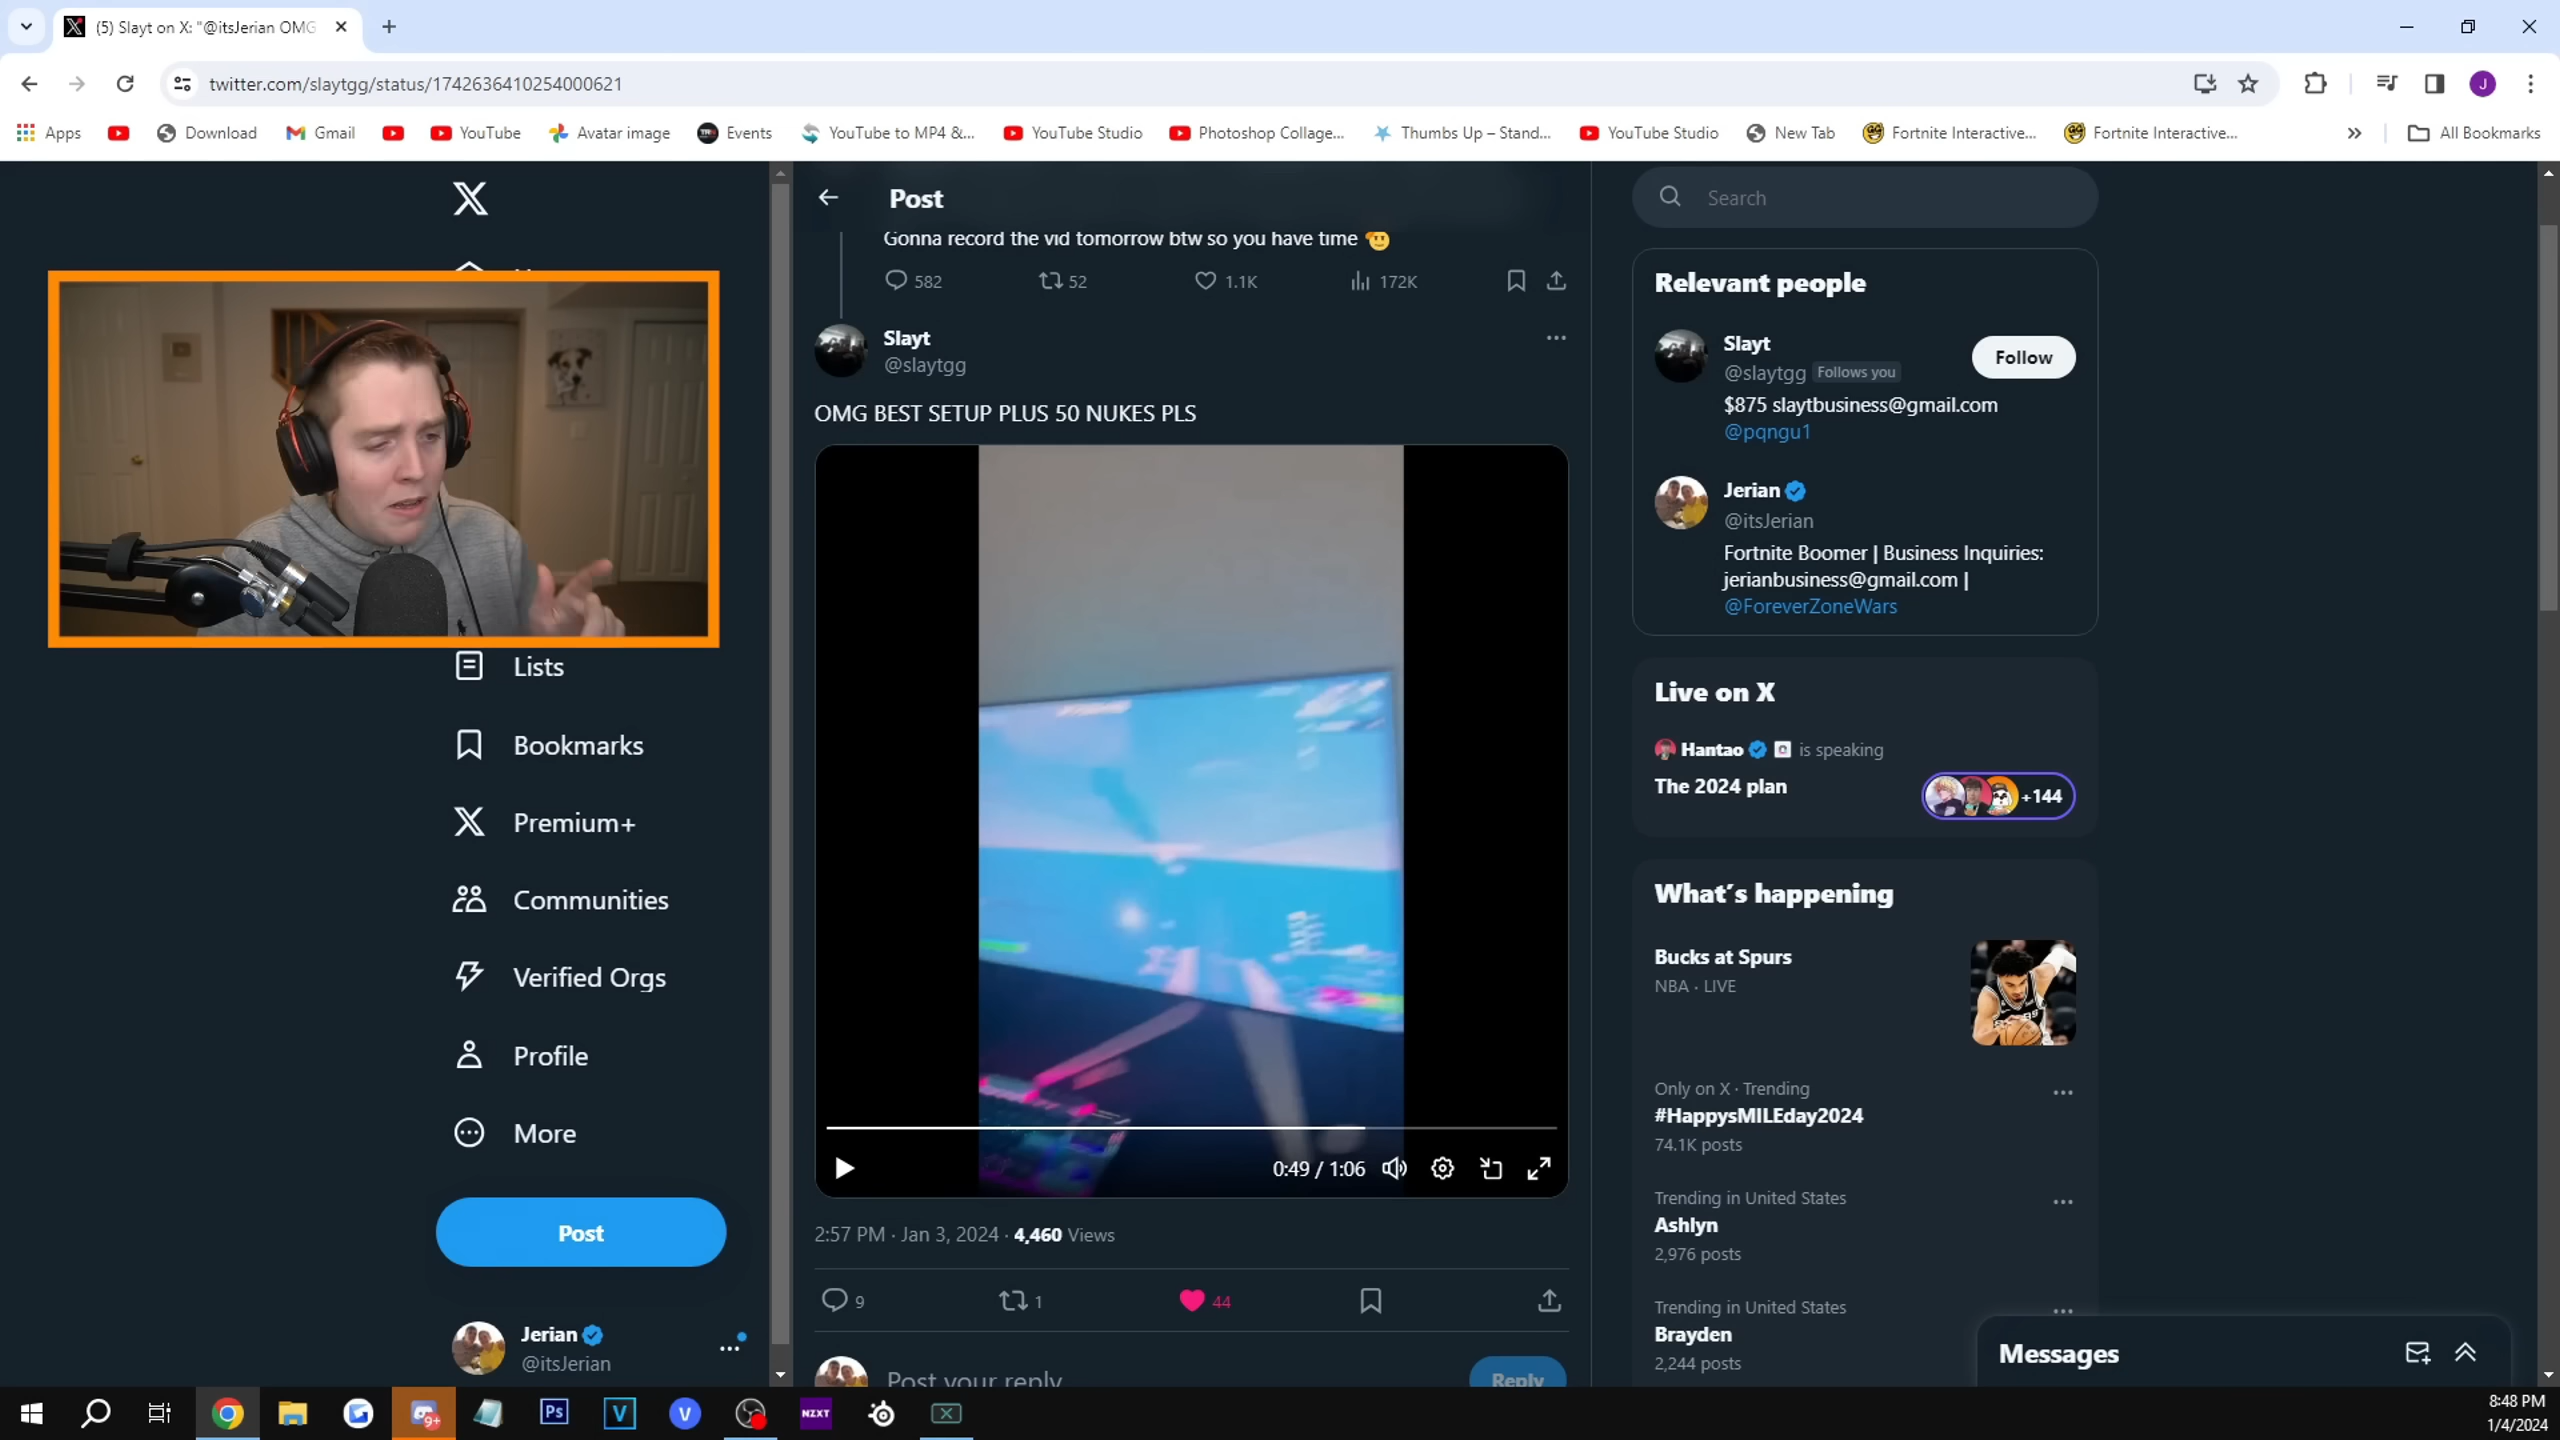 (5) Slayt on X: "@itsJerian OMG
twitter.com/slaytgg/status/1742636410254000621
J
Apps
Download
Gmail
YouTube
Avatar image
Events
YouTube to MP4 &...
YouTube Studio
Photoshop Collage...
Thumbs Up – Stand...
YouTube Studio
New Tab
Fortnite Interactive...
Fortnite Interactive...
All Bookmarks
Lists
Bookmarks
Premium+
Communities
Verified Orgs
Profile
More
Post
Jerian
@itsJerian
Post
Gonna record the vid tomorrow btw so you have time 🫡
582
52
1.1K
172K
Slayt
@slaytgg
OMG BEST SETUP PLUS 50 NUKES PLS
0:49 / 1:06
2:57 PM · Jan 3, 2024 · 4,460 Views
9
1
44
Post your reply
Reply
Search
Relevant people
Slayt
@slaytgg Follows you
Follow
$875 slaytbusiness@gmail.com
@pqngu1
Jerian
@itsJerian
Fortnite Boomer | Business Inquiries:
jerianbusiness@gmail.com |
@ForeverZoneWars
Live on X
Hantao is speaking
The 2024 plan
+144
What's happening
Bucks at Spurs
NBA · LIVE
Only on X · Trending
#HappysMILEday2024
74.1K posts
Trending in United States
Ashlyn
2,976 posts
Trending in United States
Brayden
2,244 posts
Messages
9+
Ps
V
V
NZXT
8:48 PM
1/4/2024